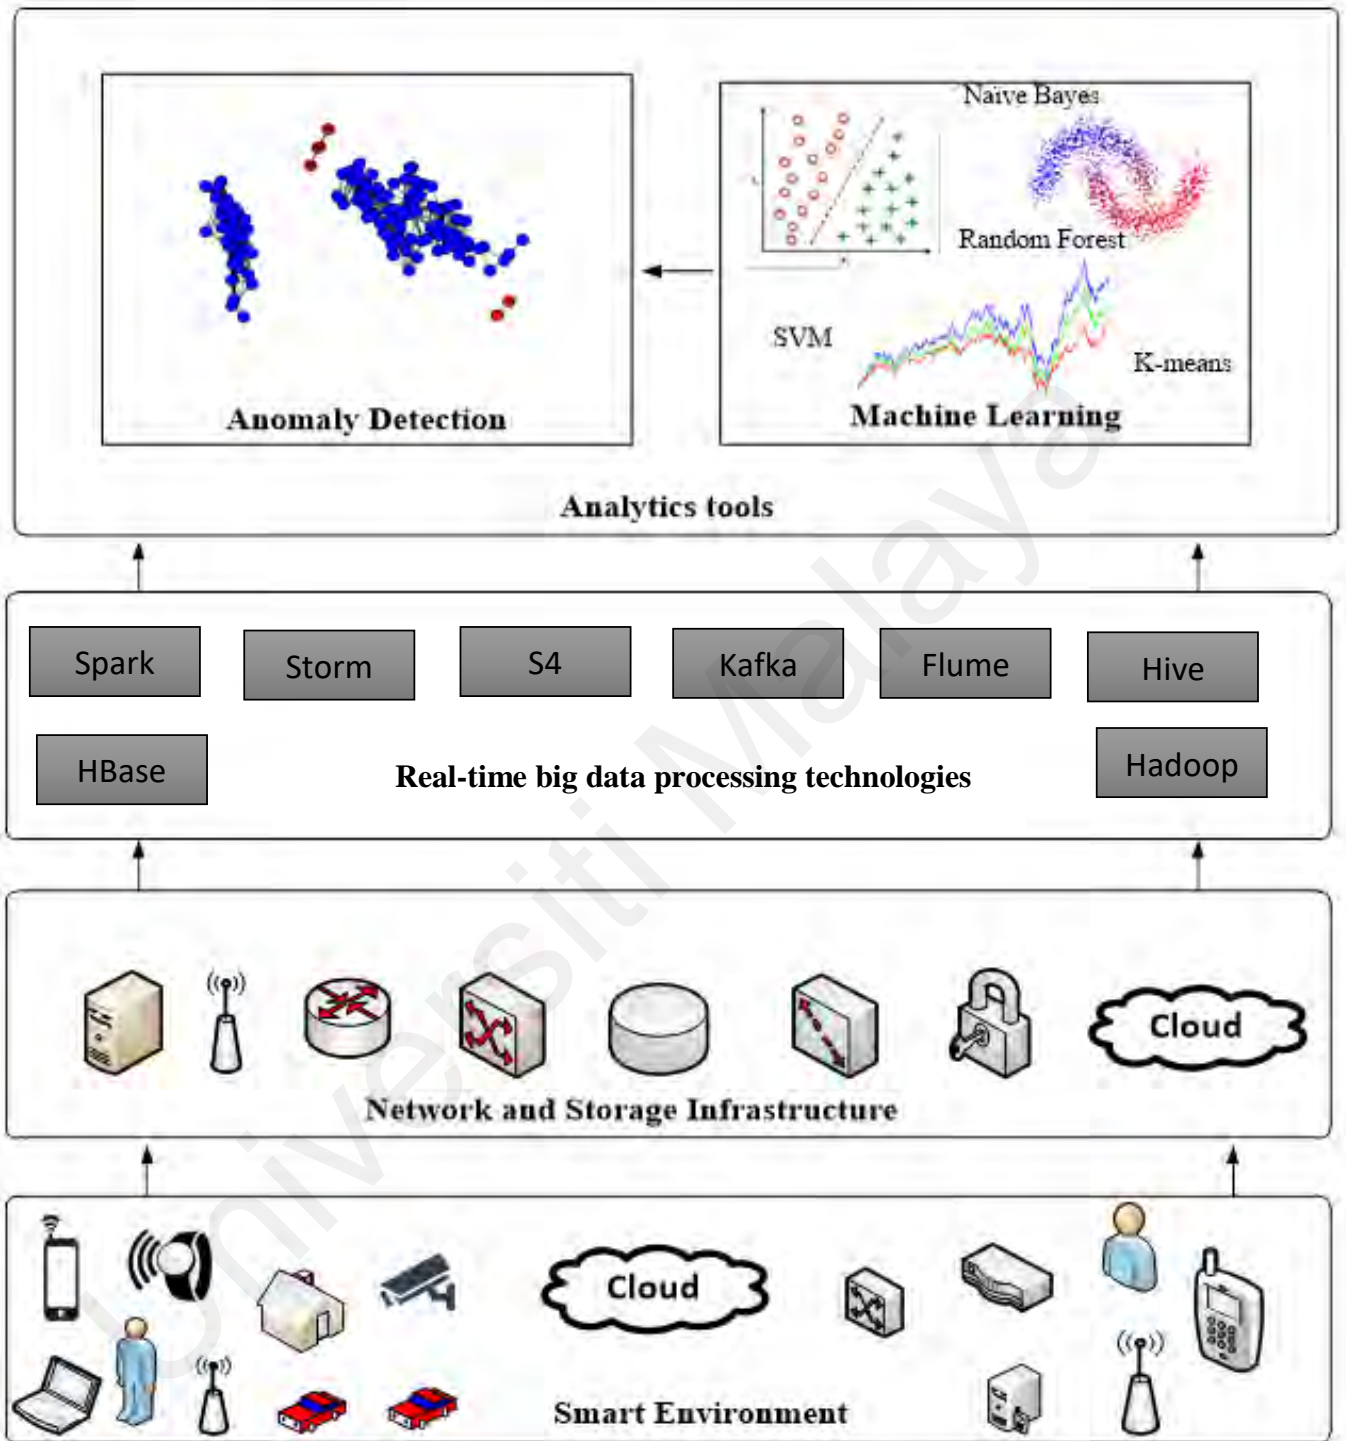 Naïve Bayes
Random Forest
SVM
K-means
Anomaly Detection
Machine Learning
Analytics tools
Spark
Storm
S4
Kafka
Flume
Hive
HBase
Real-time big data processing technologies
Hadoop
Cloud
Network and Storage Infrastructure
Cloud
Smart Environment
Universiti Malaya